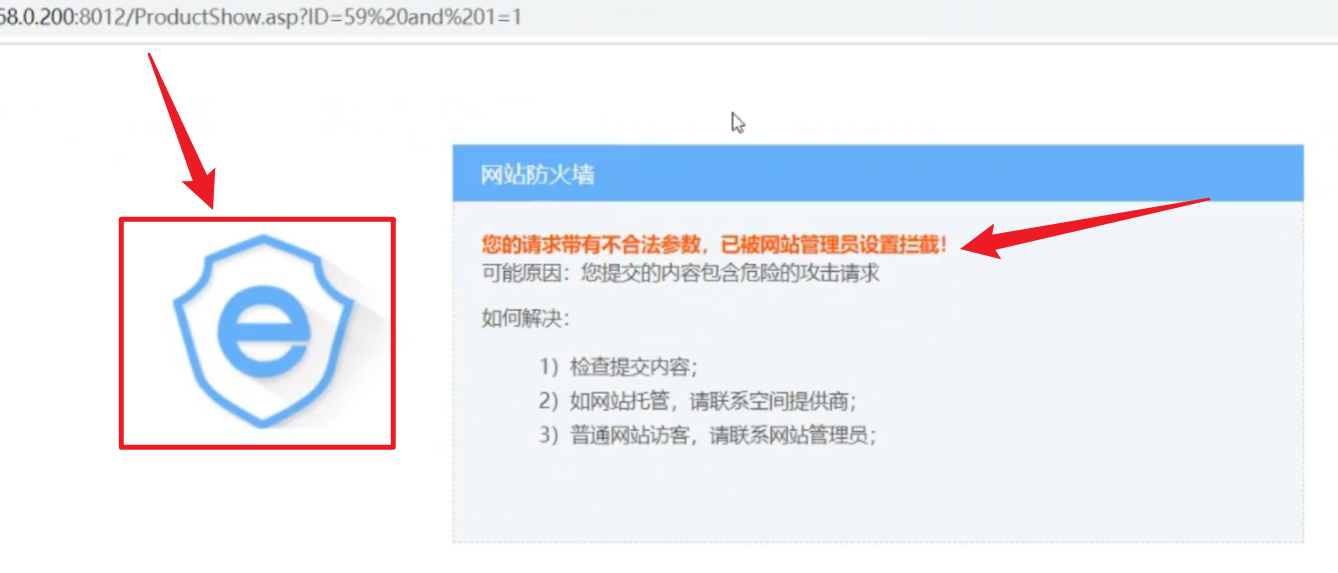 68.0.200:8012/ProductShow.asp?ID=59%20and%201=1
网站防火墙
您的请求带有不合法参数，已被网站管理员设置拦截！
可能原因：您提交的内容包含危险的攻击请求
如何解决：
1）检查提交内容；
2）如网站托管，请联系空间提供商；
3）普通网站访客，请联系网站管理员；
e